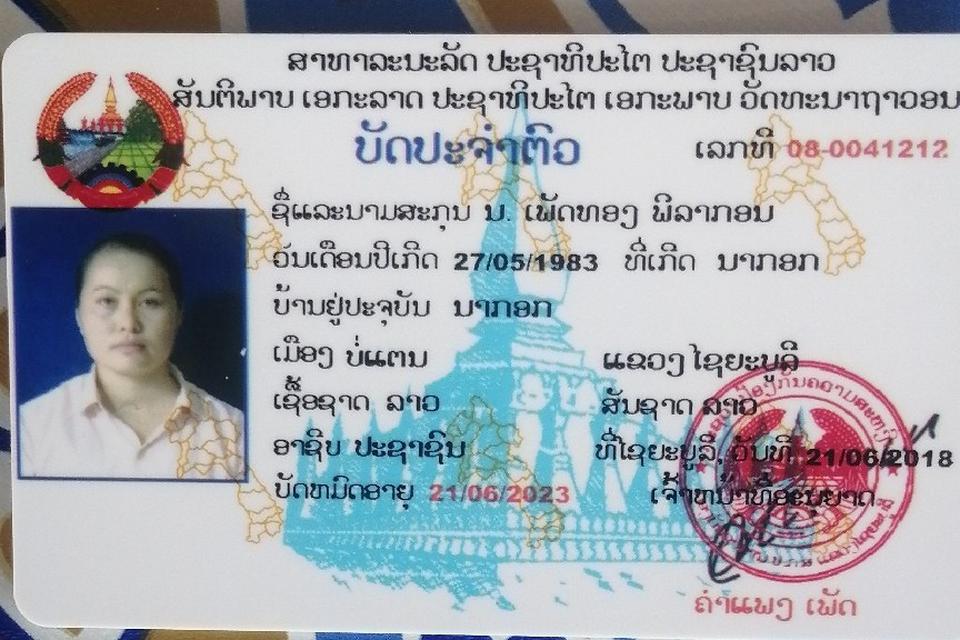 ສາທາລະນະລັດ ປະຊາທິປະໄຕ ປະຊາຊົນລາວ
ສັນຕິພາບ ເອກະລາດ ປະຊາທິປະໄຕ ເອກະພາບ ວັດທະນາຖາວອນ
ບັດປະຈຳຕົວ ເລກທີ 08-0041212
ຊື່ແລະນາມສະກຸນ ນ. ເພັດທອງ ພິລາກອນ
ວັນເດືອນປີເກີດ 27/05/1983 ທີ່ເກີດ ນາກອກ
ບ້ານຢູ່ປະຈຸບັນ ນາກອກ
ເມືອງ ບໍ່ແຕນ ແຂວງ ໄຊຍະບູລີ
ເຊື້ອຊາດ ລາວ ສັນຊາດ ລາວ
ອາຊີບ ປະຊາຊົນ ທີ່ໄຊຍະບູລີ, ວັນທີ 21/06/2018
ບັດຫມົດອາຍຸ 21/06/2023 ເຈົ້າຫນ້າທີ່ອະນຸຍາດ
ຄຳແພງ ເພັດ